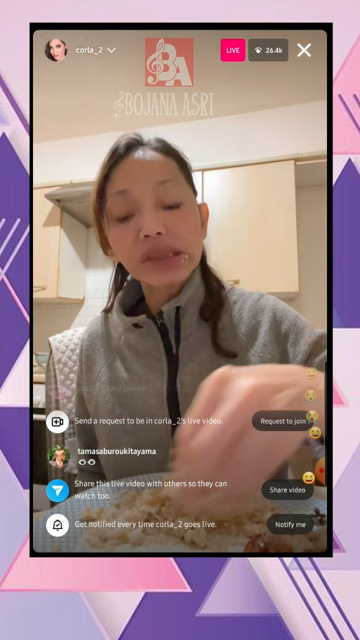 corla_2
LIVE
26.4k
BA
BOJANA ASRI
Send a request to be in corla_2's live video.
Request to join
tamasaburoukitayama
👀
Share this live video with others so they can
watch too.
Share video
Get notified every time corla_2 goes live.
Notify me